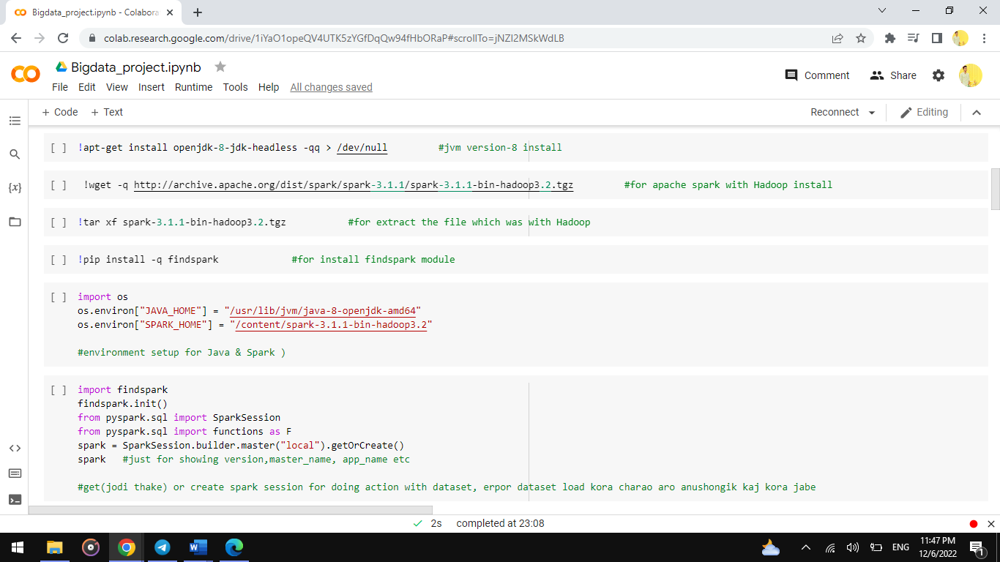 Bigdata_project.ipynb - Colabora
colab.research.google.com/drive/1iYaO1opeQV4UTK5zYGfDqQw94fHbORaP#scrollTo=jNZI2MSkWdLB
Bigdata_project.ipynb
Comment Share
File Edit View Insert Runtime Tools Help All changes saved
+ Code + Text Reconnect Editing
[ ] !apt-get install openjdk-8-jdk-headless -qq > /dev/null #jvm version-8 install
[ ] !wget -q http://archive.apache.org/dist/spark/spark-3.1.1/spark-3.1.1-bin-hadoop3.2.tgz #for apache spark with Hadoop install
{x}
[ ] !tar xf spark-3.1.1-bin-hadoop3.2.tgz #for extract the file which was with Hadoop
[ ] !pip install -q findspark #for install findspark module
[ ] import os
os.environ["JAVA_HOME"] = "/usr/lib/jvm/java-8-openjdk-amd64"
os.environ["SPARK_HOME"] = "/content/spark-3.1.1-bin-hadoop3.2"
#environment setup for Java & Spark )
[ ] import findspark
findspark.init()
from pyspark.sql import SparkSession
from pyspark.sql import functions as F
spark = SparkSession.builder.master("local").getOrCreate()
spark #just for showing version,master_name, app_name etc
#get(jodi thake) or create spark session for doing action with dataset, erpor dataset load kora charao aro anushongik kaj kora jabe
2s completed at 23:08
ENG
11:47 PM
12/6/2022
1